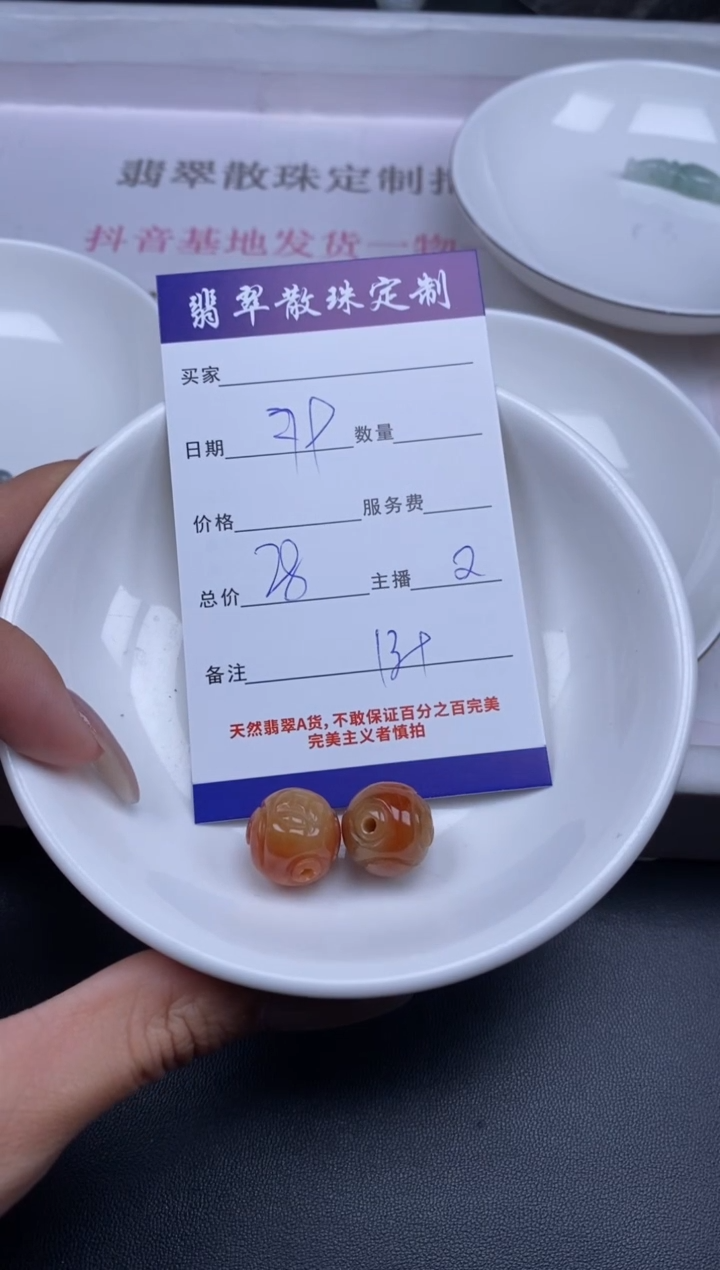 翡翠散珠定制
抖音基地发货一物
翡翠散珠定制
买家
日期 数量
价格 服务费
总价 28 主播 2
备注
天然翡翠A货,不敢保证百分之百完美
完美主义者慎拍